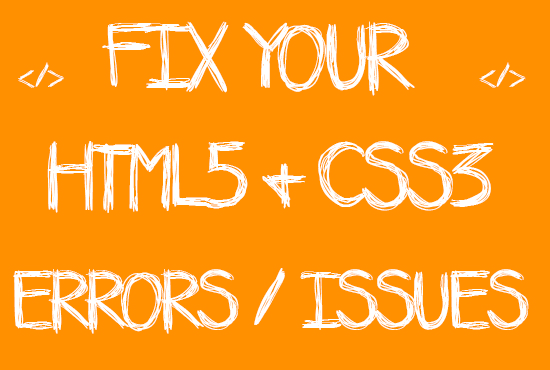 FIX YOUR
</> </>
HTML5 + CSS3
ERRORS / ISSUES